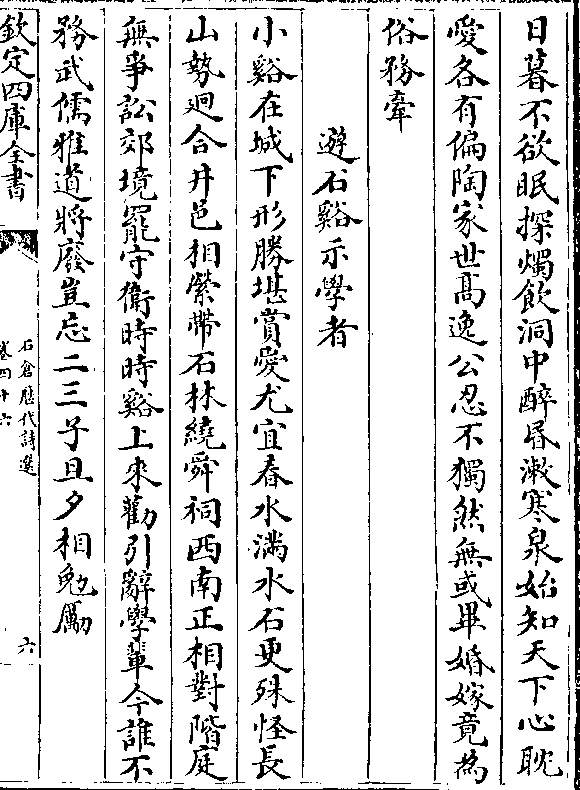 日暮不欲眠探燭飲洞中醉昬漱寒泉始知天下心耽
愛各有偏陶家世髙逸公忍不獨然無或畢婚嫁竟為
俗務牽
遊石谿示學者
小谿在城下形勝堪賞愛尤宜春水滿水石更殊怪長
山勢迴合井邑相縈帶石林繞舜祠西南正相對階庭
無爭訟郊境罷守衛時時谿上來勸引辭學輩今誰不
務武儒雅道將廢豈忘二三子旦夕相勉勵
欽定四庫全書
石倉歷代詩選
卷四十六
六